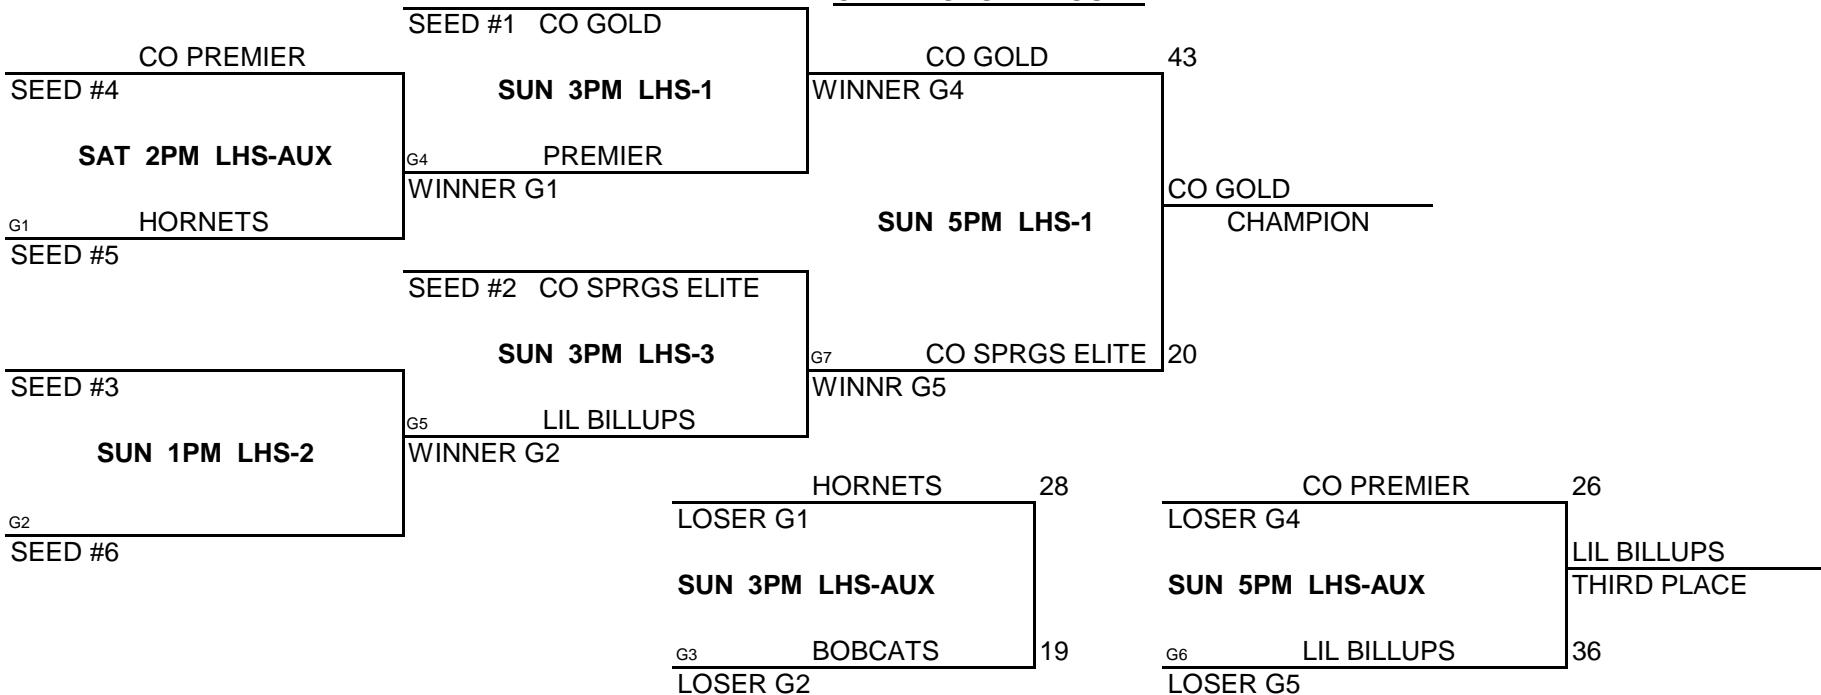 SEED #1 CO GOLD
CO PREMIER
CO GOLD 43
SEED #4
SUN 3PM LHS-1
WINNER G4
SAT 2PM LHS-AUX
G4 PREMIER
WINNER G1
CO GOLD
G1 HORNETS
SUN 5PM LHS-1
CHAMPION
SEED #5
SEED #2 CO SPRGS ELITE
SUN 3PM LHS-3
G7 CO SPRGS ELITE 20
SEED #3
WINNR G5
G5 LIL BILLUPS
SUN 1PM LHS-2
WINNER G2
HORNETS 28
CO PREMIER 26
G2
LOSER G1
LOSER G4
SEED #6
LIL BILLUPS
SUN 3PM LHS-AUX
SUN 5PM LHS-AUX
THIRD PLACE
G3 BOBCATS 19
G6 LIL BILLUPS 36
LOSER G2
LOSER G5